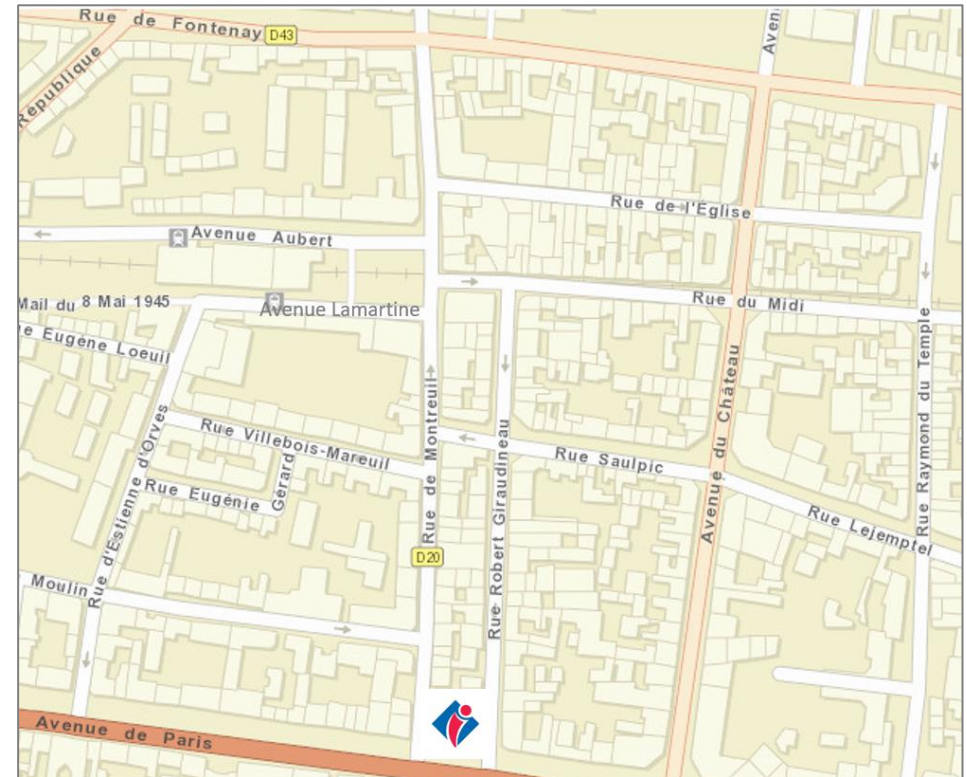 Rue de Fontenay
D43
Aven
République
Rue de l'Église
Avenue Aubert
Mail du 8 Mai 1945
Avenue Lamartine
Rue du Midi
ue Eugène Loeuil
Rue de Montreuil
Avenue du Château
Rue Raymond du Temple
Rue d'Estienne d'Orves
Rue Villebois-Mareuil
Rue Saulpic
Rue Eugénie Gérard
Rue Robert Giraudineau
Rue Lejemptel
D20
Moulin
Avenue de Paris